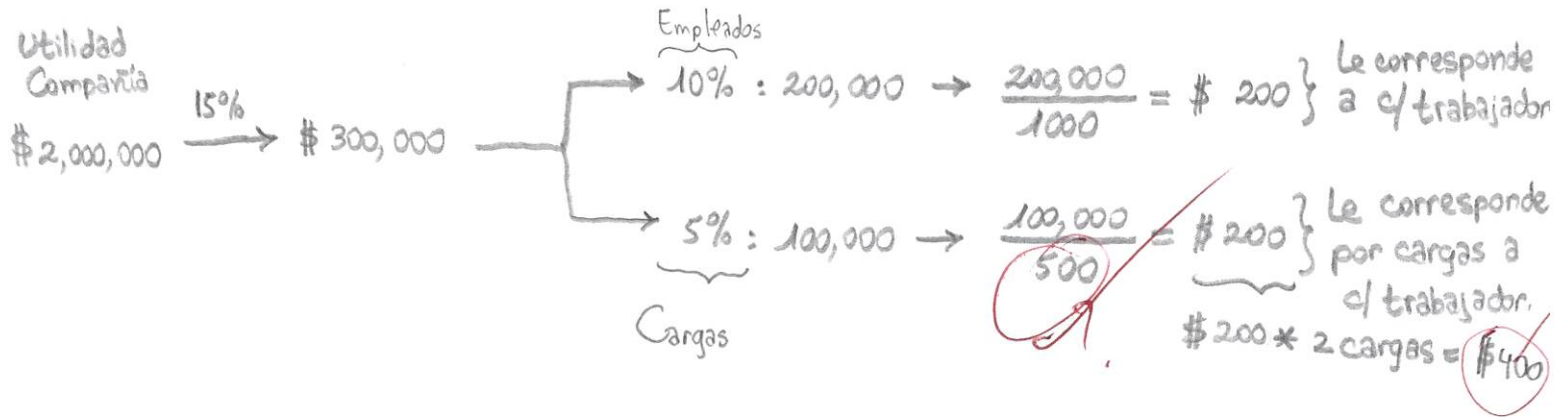 Utilidad
Compañía
$2,000,000
15%
$ 300,000
Empleados
10% : 200,000 → 200,000 / 1000 = $ 200 } Le corresponde
a c/trabajador
5% : 100,000 → 100,000 / 500 = $200 } Le corresponde
por cargas a
c/trabajador.
Cargas
$200 * 2 cargas = $400